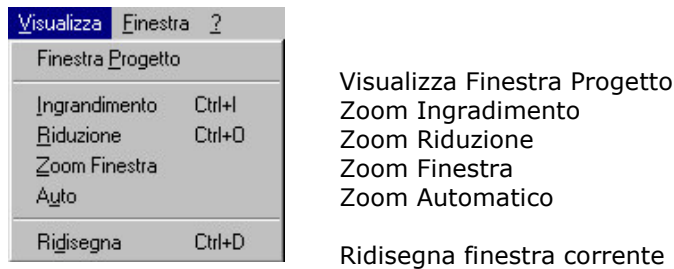 Visualizza Finestra ?
Finestra Progetto
Ingrandimento Ctrl+I
Riduzione Ctrl+O
Zoom Finestra
Auto
Ridisegna Ctrl+D
Visualizza Finestra Progetto
Zoom Ingradimento
Zoom Riduzione
Zoom Finestra
Zoom Automatico
Ridisegna finestra corrente